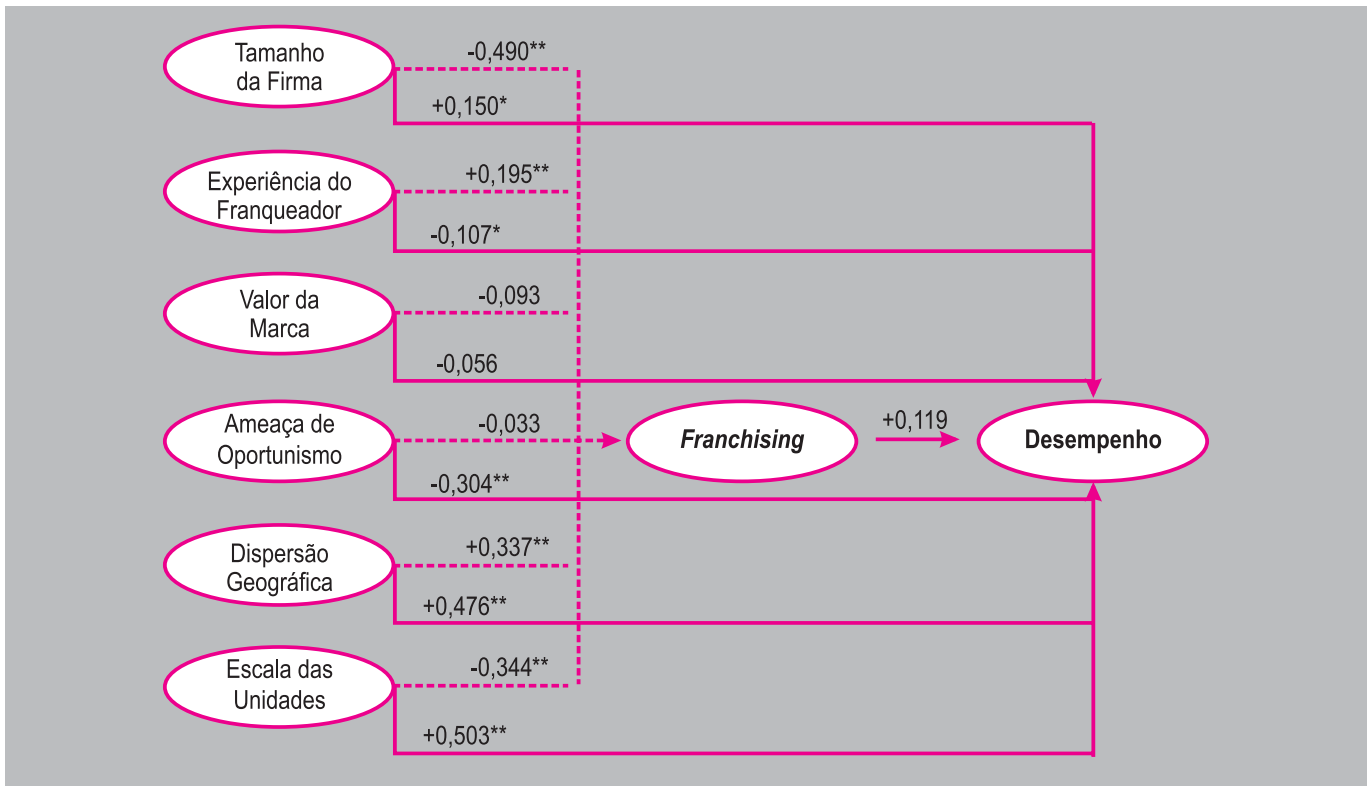 Tamanho
da Firma
-0,490**
+0,150*
Experiência do
Franqueador
+0,195**
-0,107*
Valor da
Marca
-0,093
-0,056
Ameaça de
Oportunismo
-0,033
-0,304**
Franchising
+0,119
Desempenho
Dispersão
Geográfica
+0,337**
+0,476**
Escala das
Unidades
-0,344**
+0,503**